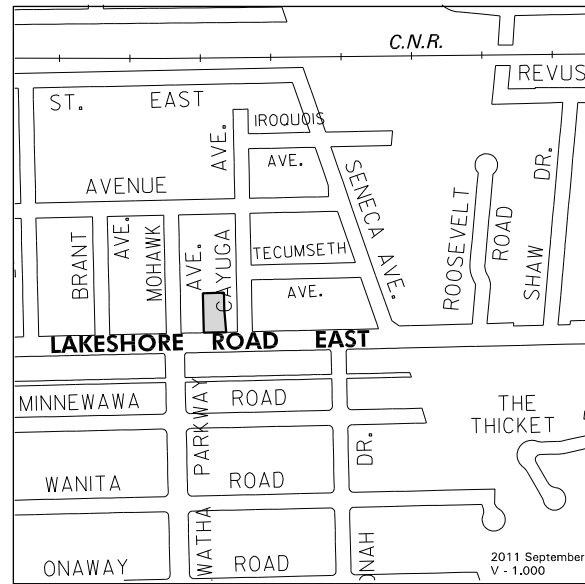 C.N.R.
REVUS
ST. EAST
IROQUOIS
AVE.
AVE.
AVENUE
SENECA AVE.
DR.
SHAW
ROOSEVELT
ROAD
BRANT
AVE.
MOHAWK
AVE.
CAYUGA
TECUMSETH
AVE.
LAKESHORE ROAD EAST
MINNEWAWA ROAD
PARKWAY
THE
THICKET
DR.
WANITA ROAD
WATHA
ONAWAY ROAD
NAH
2011 September
V - 1.000